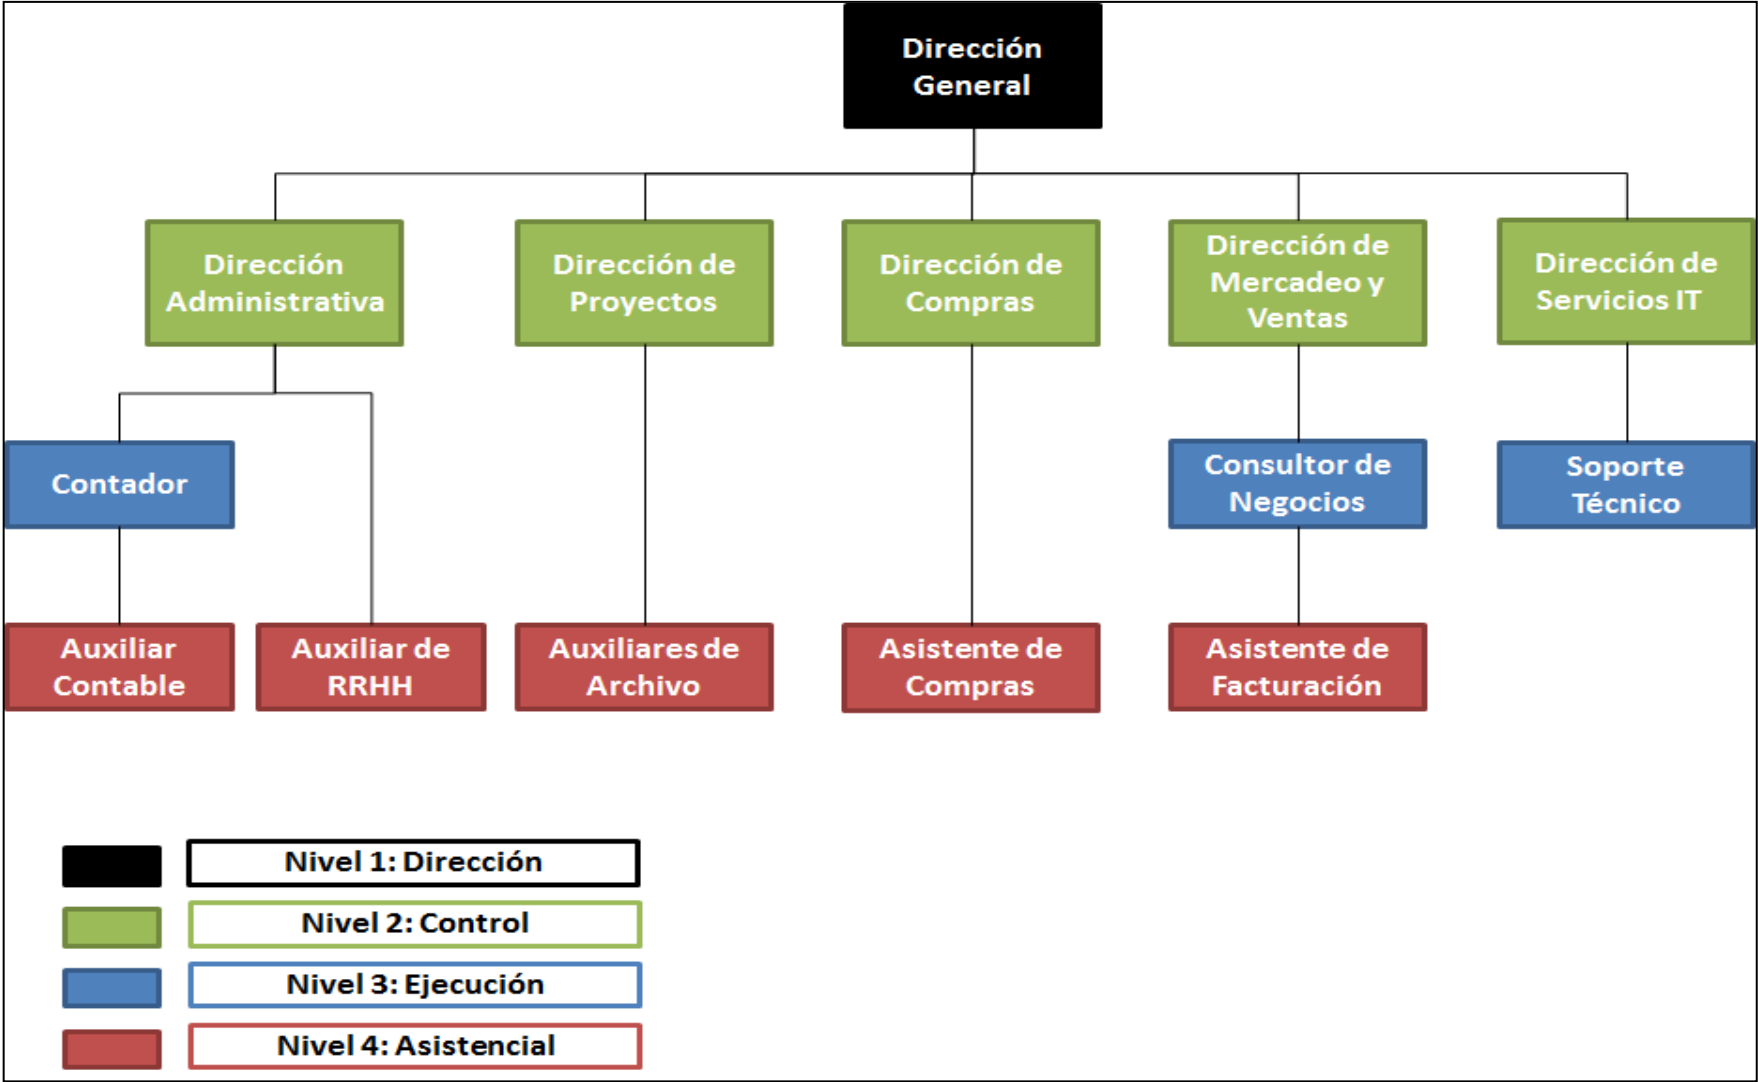 Dirección
General
Dirección
Administrativa
Dirección de
Proyectos
Dirección de
Compras
Dirección de
Mercadeo y
Ventas
Dirección de
Servicios IT
Contador
Consultor de
Negocios
Soporte
Técnico
Auxiliar
Contable
Auxiliar de
RRHH
Auxiliares de
Archivo
Asistente de
Compras
Asistente de
Facturación
Nivel 1: Dirección
Nivel 2: Control
Nivel 3: Ejecución
Nivel 4: Asistencial